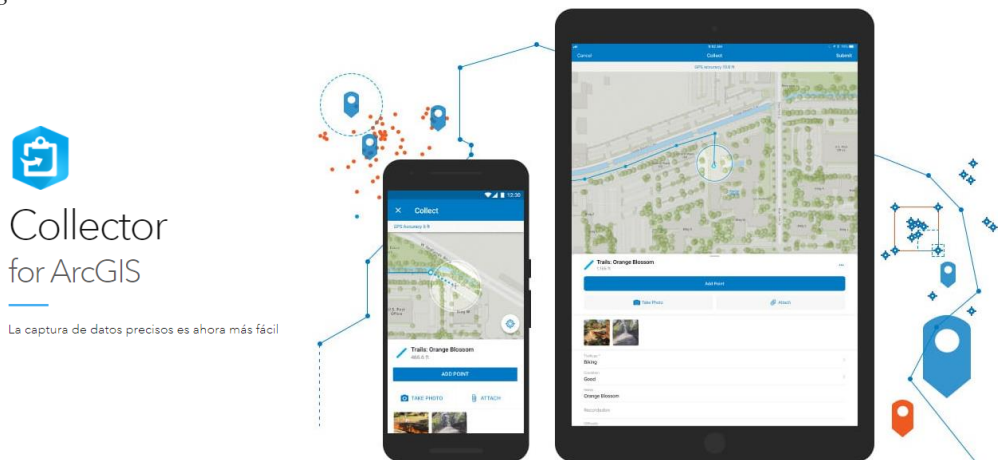 Collector
for ArcGIS
La captura de datos precisos es ahora más fácil
12:30
× Collect
GPS Accuracy 3 ft
Trails: Orange Blossom
ADD POINT
TAKE PHOTO
ATTACH
Cancel
Collect
Submit
Trails: Orange Blossom
Add Point
Take Photo
Attach
Biking
Good
Orange Blossom